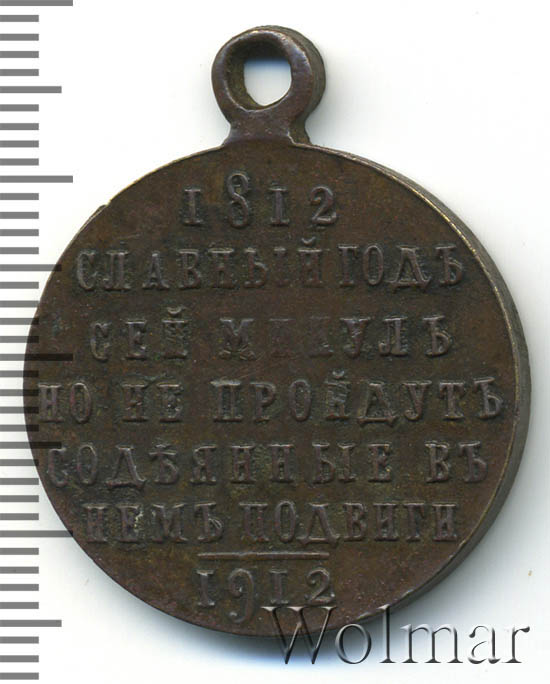 1812
СЛАВНЫЙ ГОДЪ
СЕЙ МИНУЛЪ
НО НЕ ПРОЙДУТЪ
СОДѢЯННЫЕ ВЪ
НЕМЪ ПОДВИГИ
1912
Wolmar